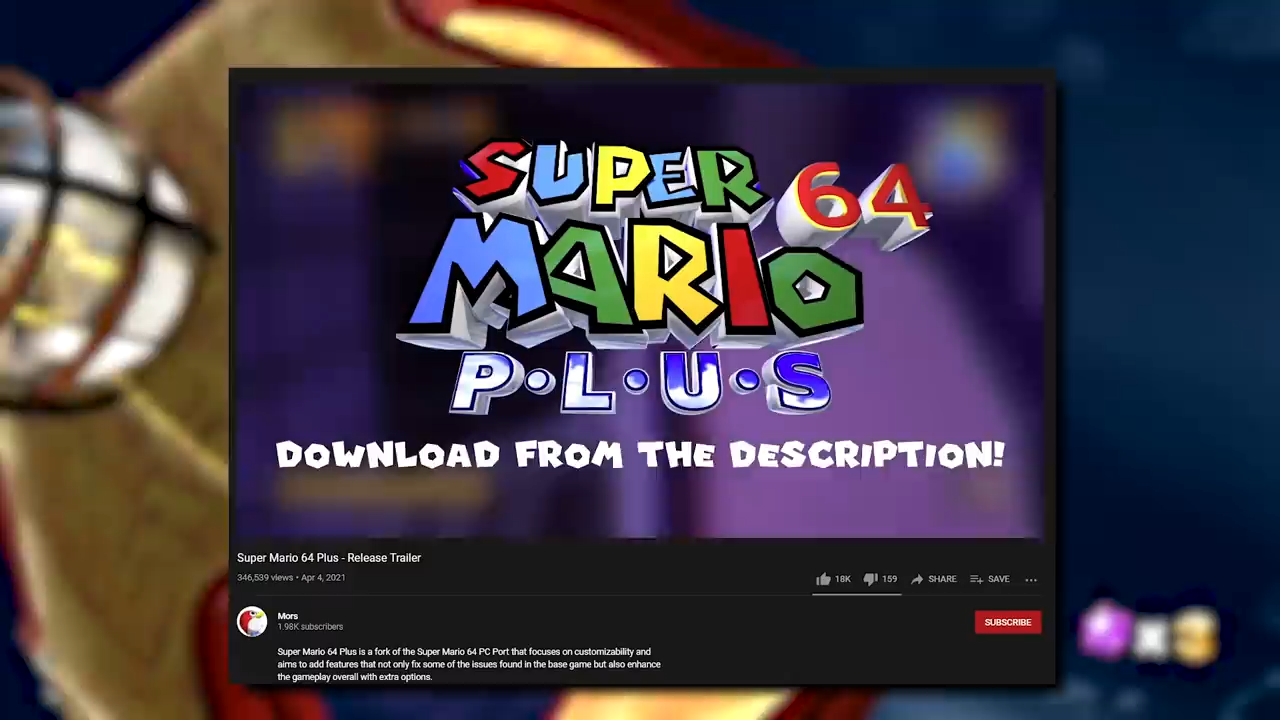 SUPER
MARIO 64
P·L·U·S
DOWNLOAD FROM THE DESCRIPTION!
Super Mario 64 Plus - Release Trailer
346,539 views • Apr 4, 2021
18K 159 SHARE SAVE ...
Mors
1.98K subscribers
SUBSCRIBE
Super Mario 64 Plus is a fork of the Super Mario 64 PC Port that focuses on customizability and
aims to add features that not only fix some of the issues found in the base game but also enhance
the gameplay overall with extra options.
x3